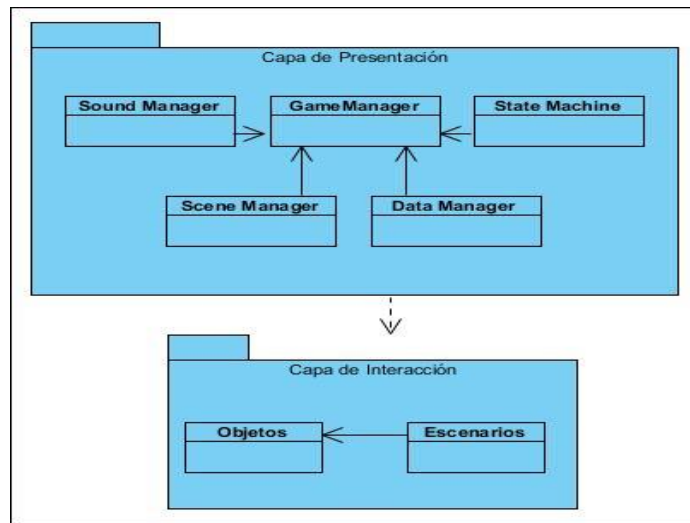 Capa de Presentación
Sound Manager
GameManager
State Machine
Scene Manager
Data Manager
Capa de Interacción
Objetos
Escenarios